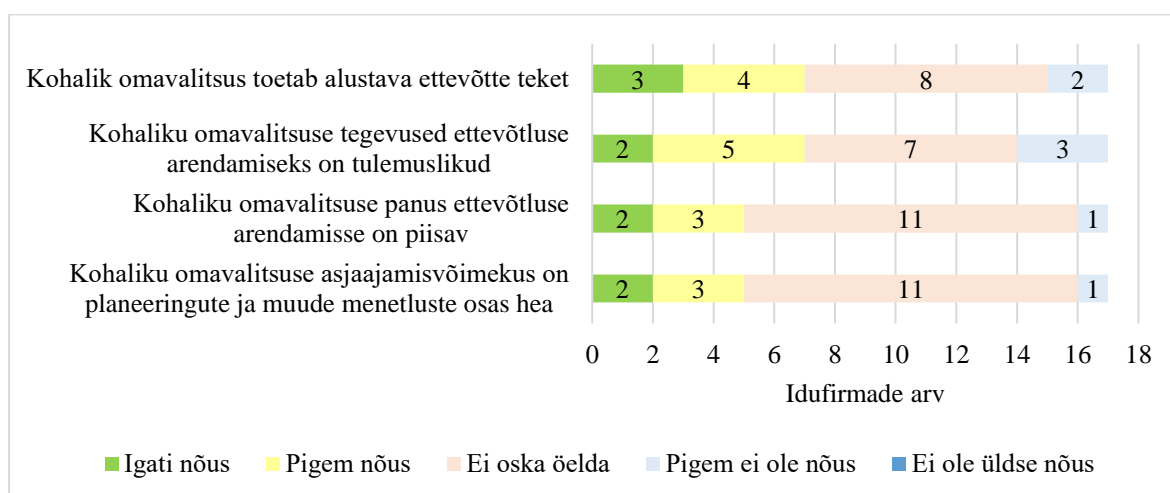 Kohalik omavalitsus toetab alustava ettevõtte teket
3 4 8 2
Kohaliku omavalitsuse tegevused ettevõtluse
arendamiseks on tulemuslikud
2 5 7 3
Kohaliku omavalitsuse panus ettevõtluse
arendamisse on piisav
2 3 11 1
Kohaliku omavalitsuse asjaajamisvõimekus on
planeeringute ja muude menetluste osas hea
2 3 11 1
0 2 4 6 8 10 12 14 16 18
Idufirmade arv
Igati nõus Pigem nõus Ei oska öelda Pigem ei ole nõus Ei ole üldse nõus